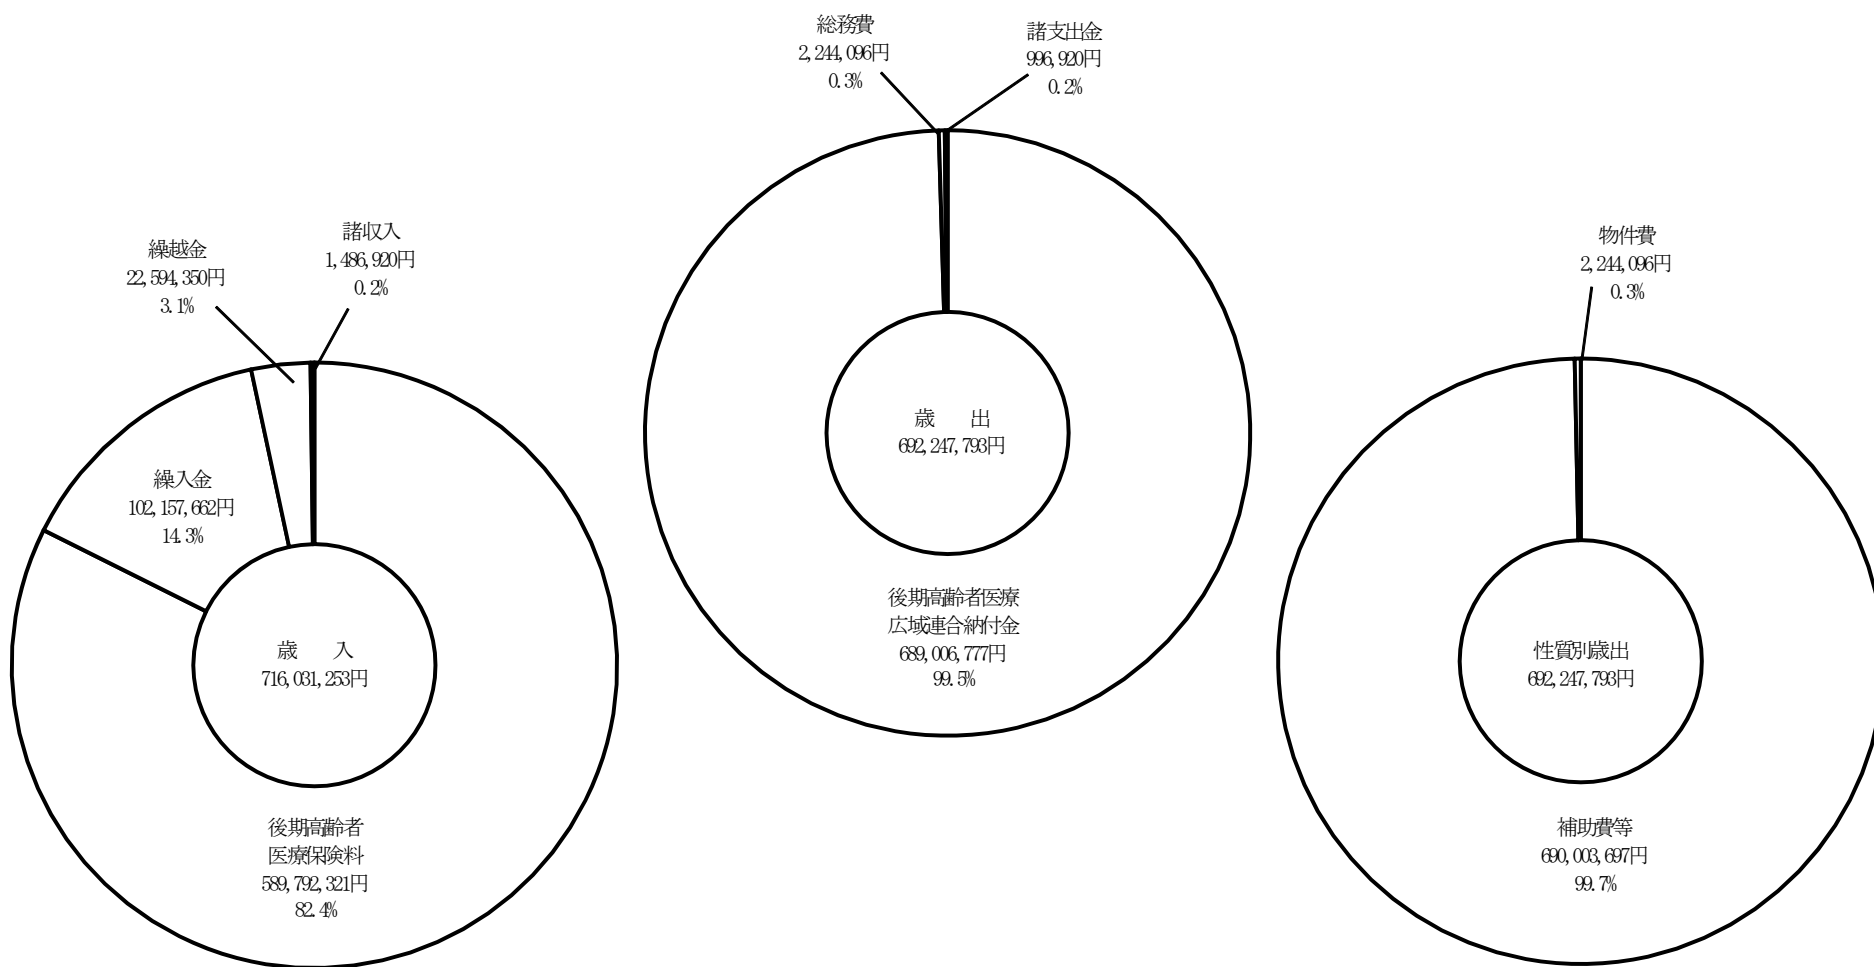 総務費
2,244,096円
0.3%
諸支出金
996,920円
0.2%
歳　出
692,247,793円
後期高齢者医療
広域連合納付金
689,006,777円
99.5%
繰越金
22,594,350円
3.1%
諸収入
1,486,920円
0.2%
繰入金
102,157,662円
14.3%
歳　入
716,031,253円
後期高齢者
医療保険料
589,792,321円
82.4%
物件費
2,244,096円
0.3%
性質別歳出
692,247,793円
補助費等
690,003,697円
99.7%